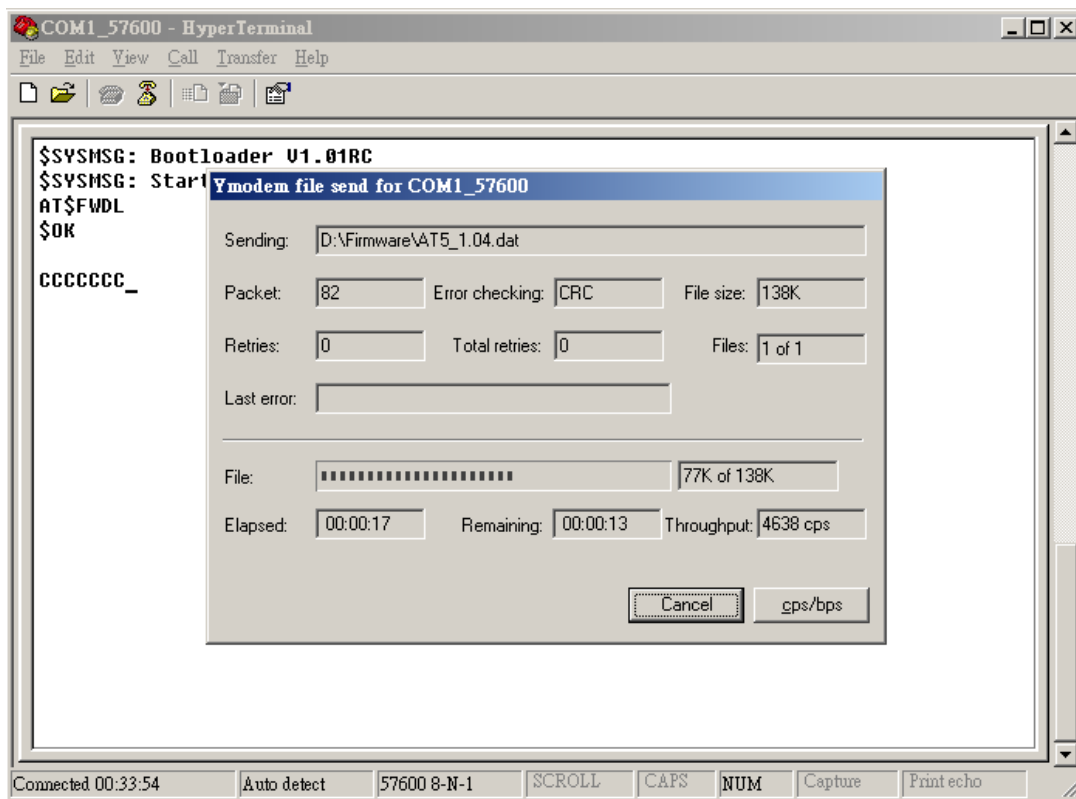 COM1_57600 - HyperTerminal
File Edit View Call Transfer Help
$SYSMSG: Bootloader V1.01RC
$SYSMSG: Start
AT$FWDL
$OK
CCCCCCC_
Ymodem file send for COM1_57600
Sending: D:\Firmware\AT5_1.04.dat
Packet: 82 Error checking: CRC File size: 138K
Retries: 0 Total retries: 0 Files: 1 of 1
Last error:
File: 77K of 138K
Elapsed: 00:00:17 Remaining: 00:00:13 Throughput: 4638 cps
Cancel cps/bps
Connected 00:33:54 Auto detect 57600 8-N-1 SCROLL CAPS NUM Capture Print echo